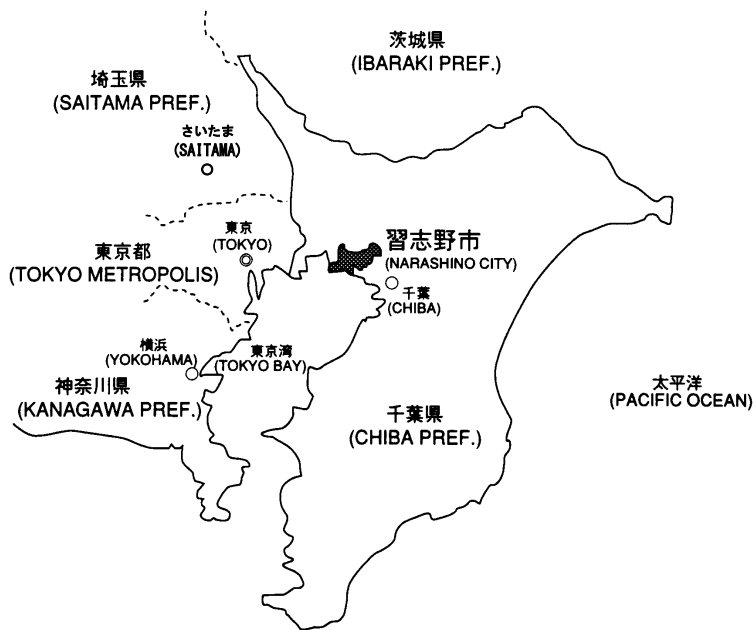 茨城県
(IBARAKI PREF.)
埼玉県
(SAITAMA PREF.)
さいたま
(SAITAMA)
東京
(TOKYO)
習志野市
(NARASHINO CITY)
東京都
(TOKYO METROPOLIS)
千葉
(CHIBA)
横浜
(YOKOHAMA)
東京湾
(TOKYO BAY)
神奈川県
(KANAGAWA PREF.)
太平洋
(PACIFIC OCEAN)
千葉県
(CHIBA PREF.)